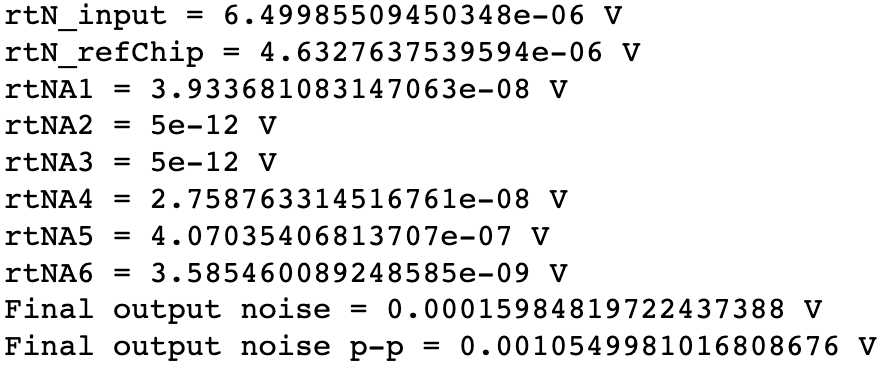 rtN_input = 6.49985509450348e-06 V
rtN_refChip = 4.6327637539594e-06 V
rtNA1 = 3.933681083147063e-08 V
rtNA2 = 5e-12 V
rtNA3 = 5e-12 V
rtNA4 = 2.758763314516761e-08 V
rtNA5 = 4.07035406813707e-07 V
rtNA6 = 3.585460089248585e-09 V
Final output noise = 0.00015984819722437388 V
Final output noise p-p = 0.0010549981016808676 V